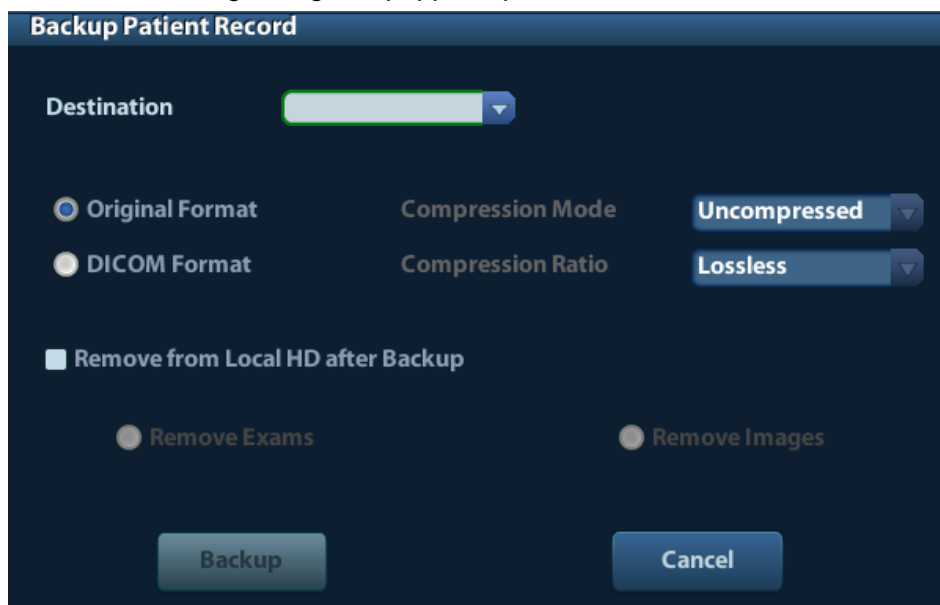 Backup Patient Record
Destination
Original Format Compression Mode Uncompressed
DICOM Format Compression Ratio Lossless
Remove from Local HD after Backup
Remove Exams Remove Images
Backup Cancel